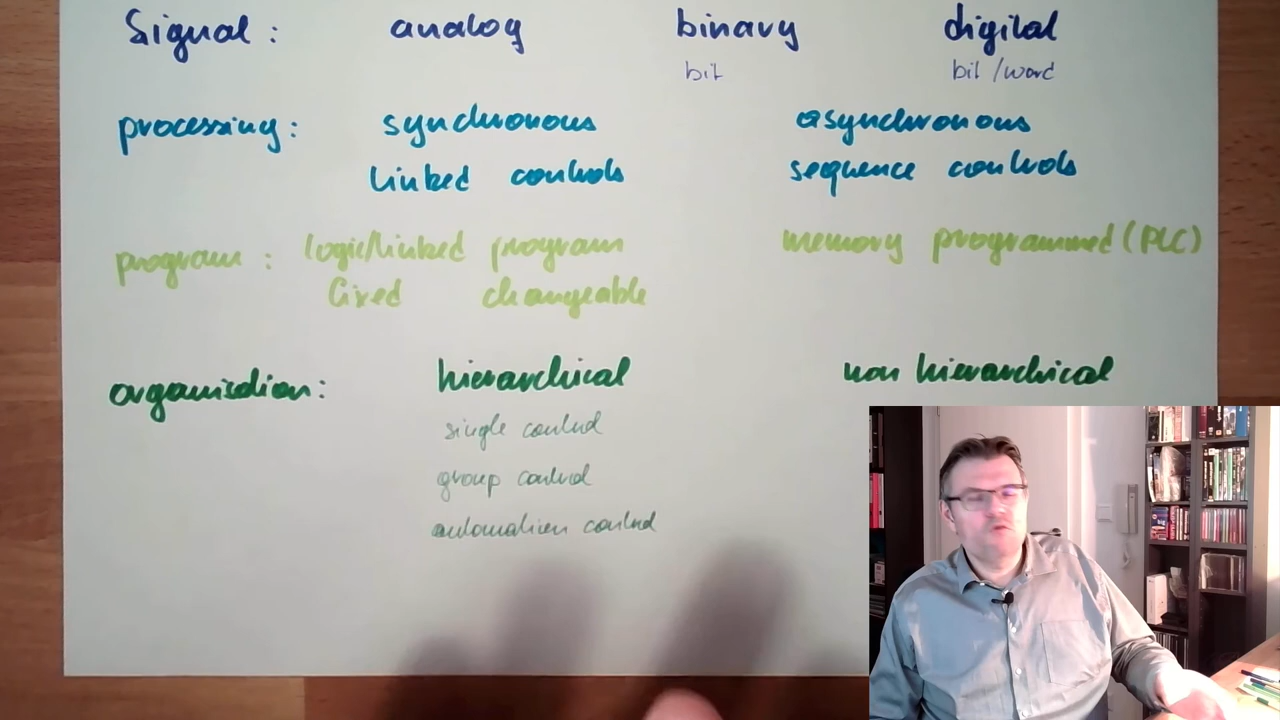 Signal: analog binary digital
bit bit/word
processing: synchronous asynchronous
linked controls sequence controls
program: logic/linked program memory programmed (PLC)
fixed changeable
organisation: hierarchical non hierarchical
single control
group control
automation control